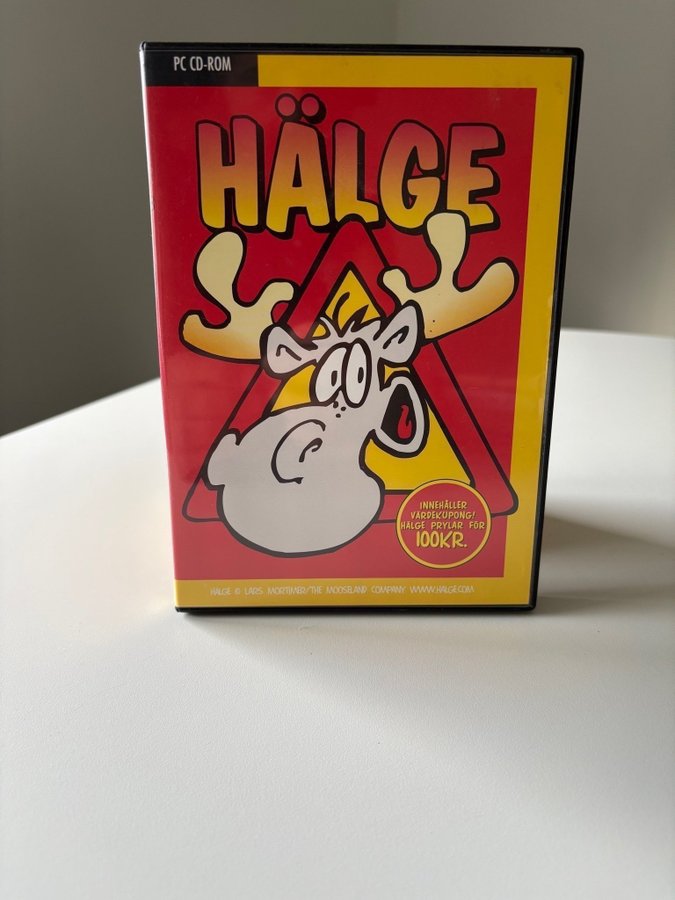 PC CD-ROM
HÄLGE
INNEHÅLLER
VÄRDEKUPONG!
HÄLGE PRYLAR FÖR
100KR.
HÄLGE © LARS MORTIMER/THE MOOSELAND COMPANY WWW.HALGE.COM